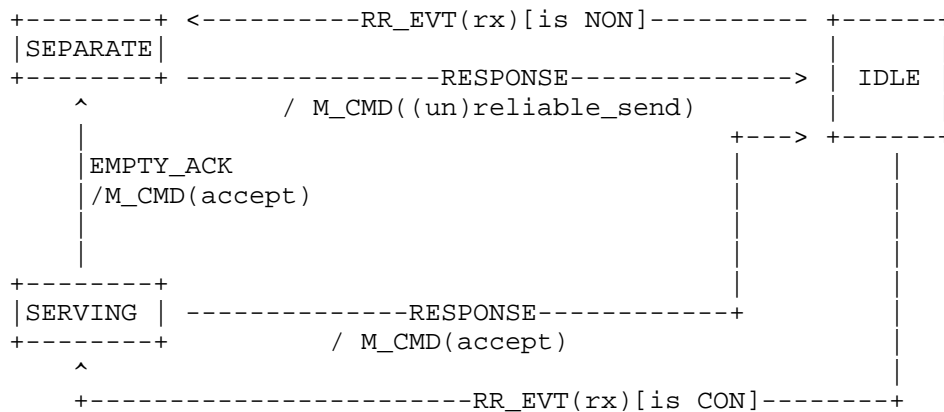 +--------+ <----------RR_EVT(rx)[is NON]---------- +-------
|SEPARATE|                                         |       |
+--------+ ----------------RESPONSE--------------> | IDLE
^ / M_CMD((un)reliable_send) |       |
| +---> +-------
|EMPTY_ACK | |
|/M_CMD(accept) | |
| | |
| | |
+--------+ | |
|SERVING | --------------RESPONSE------------+ |
+--------+ / M_CMD(accept) |
^ |
+------------------------RR_EVT(rx)[is CON]--------+